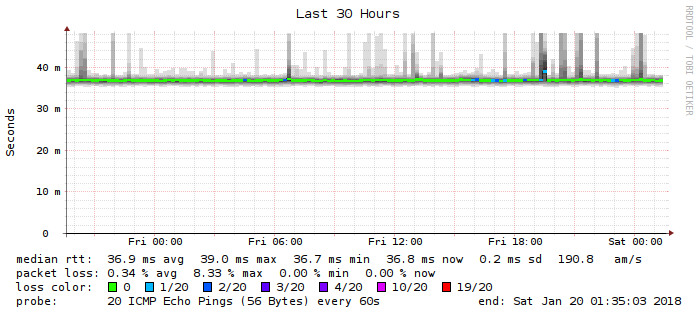 Last 30 Hours
RRDTOOL / TOBI OETIKER
Seconds
40 m
30 m
20 m
10 m
0
Fri 00:00 Fri 06:00 Fri 12:00 Fri 18:00 Sat 00:00
median rtt: 36.9 ms avg 39.0 ms max 36.7 ms min 36.8 ms now 0.2 ms sd 190.8 am/s
packet loss: 0.34 % avg 8.33 % max 0.00 % min 0.00 % now
loss color: 0 1/20 2/20 3/20 4/20 10/20 19/20
probe: 20 ICMP Echo Pings (56 Bytes) every 60s end: Sat Jan 20 01:35:03 2018